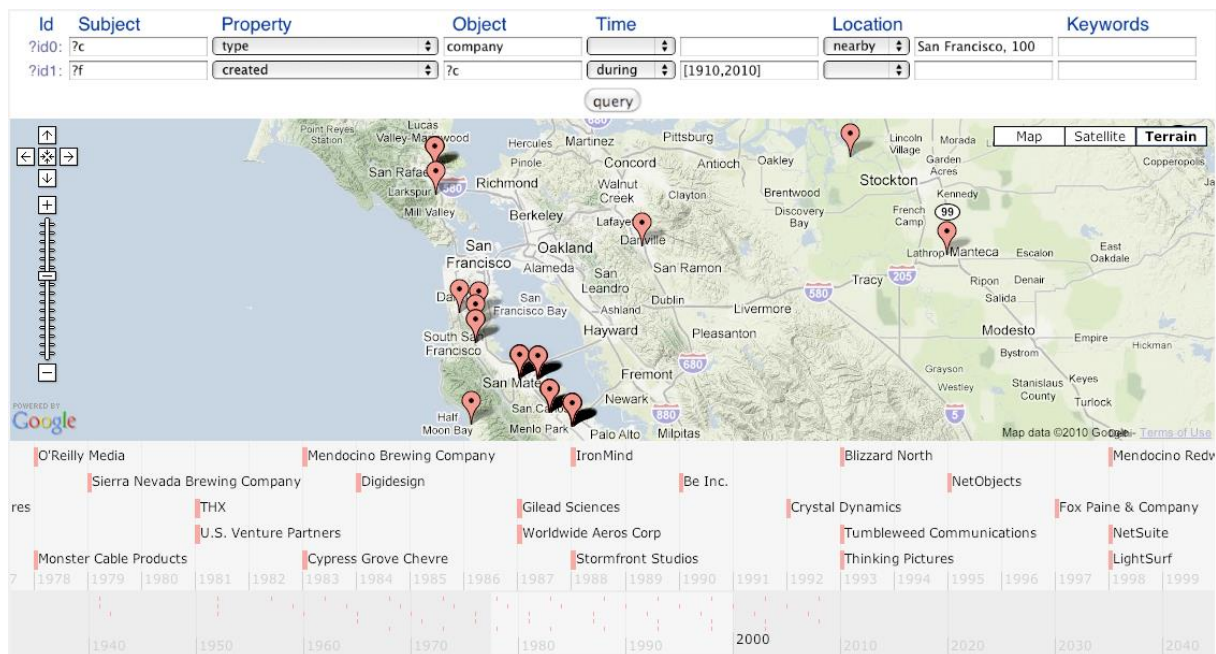 Id Subject Property Object Time Location Keywords
?id0: ?c type company nearby San Francisco, 100
?id1: ?f created ?c during [1910,2010]
query
Point Reyes Station
Lucas Valley-Marinwood
San Rafael
Larkspur
580
Mill Valley
Hercules
Martinez
Pittsburg
680
Pinole
Concord
Antioch
Oakley
Richmond
Walnut Creek
Clayton
Brentwood
Berkeley
Lafayette
Danville
Discovery Bay
San Francisco
Oakland
Alameda
San Leandro
San Ramon
San Francisco Bay
Ashland
Dublin
Livermore
Hayward
Pleasanton
South San Francisco
680
San Mateo
Fremont
San Carlos
Newark
880
Half Moon Bay
Menlo Park
Palo Alto
Milpitas
Lincoln Village
Morada
Map Satellite Terrain
Garden Acres
Copperopolis
Stockton
Kennedy
French Camp
99
Lathrop
Manteca
Escalon
East Oakdale
Tracy
205
580
Ripon
Denair
Salida
Modesto
Empire
Hickman
Bystrom
Grayson
Westley
Stanislaus County
Keyes
Turlock
5
POWERED BY
Google
Map data ©2010 Google - Terms of Use
O'Reilly Media Mendocino Brewing Company IronMind Blizzard North Mendocino Redw
Sierra Nevada Brewing Company Digidesign Be Inc. NetObjects
res THX Gilead Sciences Crystal Dynamics Fox Paine & Company
U.S. Venture Partners Worldwide Aeros Corp Tumbleweed Communications NetSuite
Monster Cable Products Cypress Grove Chevre Stormfront Studios Thinking Pictures LightSurf
7 1978 1979 1980 1981 1982 1983 1984 1985 1986 1987 1988 1989 1990 1991 1992 1993 1994 1995 1996 1997 1998 1999
1940 1950 1960 1970 1980 1990 2000 2010 2020 2030 2040